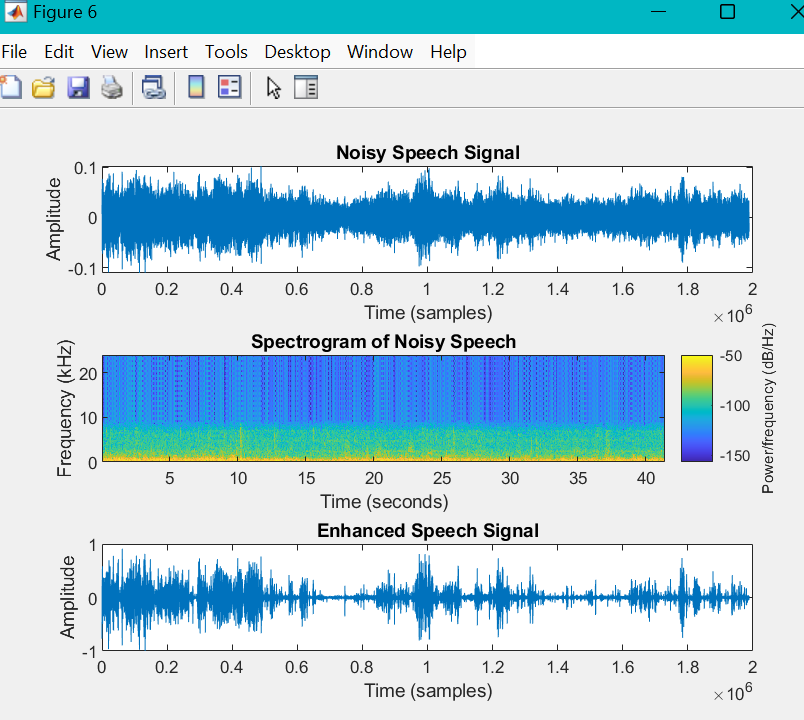 Figure 6
File Edit View Insert Tools Desktop Window Help
Noisy Speech Signal
0.1
0
-0.1
Amplitude
0 0.2 0.4 0.6 0.8 1 1.2 1.4 1.6 1.8 2
Time (samples)
×10^6
Spectrogram of Noisy Speech
20
10
0
Frequency (kHz)
5 10 15 20 25 30 35 40
Time (seconds)
-50
-100
-150
Power/frequency (dB/Hz)
Enhanced Speech Signal
1
0
-1
Amplitude
0 0.2 0.4 0.6 0.8 1 1.2 1.4 1.6 1.8 2
Time (samples)
×10^6